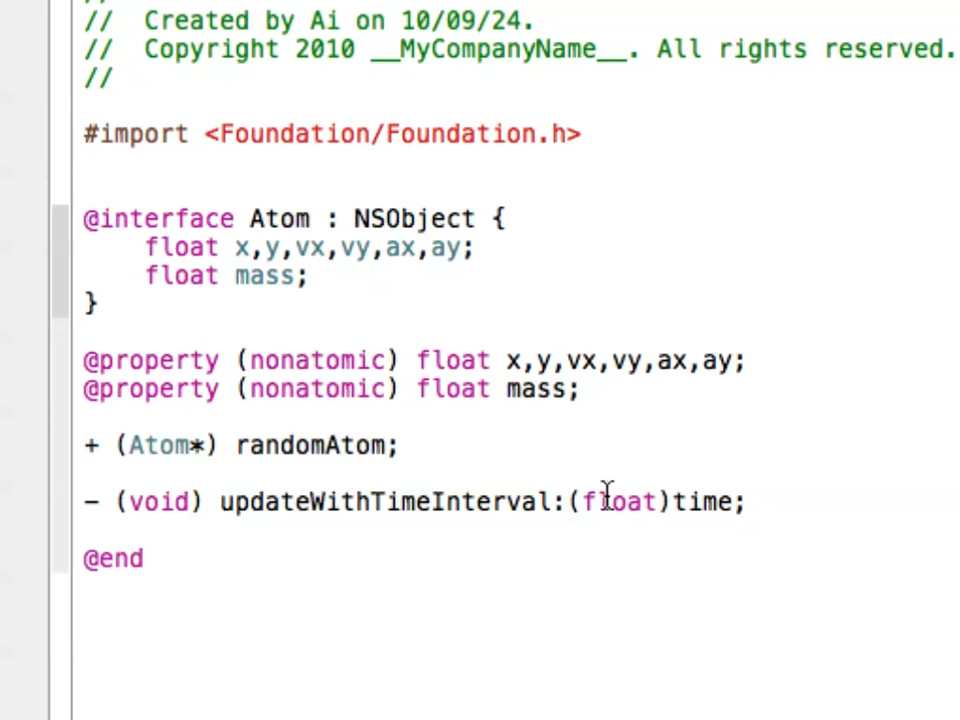 //
//  Created by Ai on 10/09/24.
//  Copyright 2010 __MyCompanyName__. All rights reserved.
//
#import <Foundation/Foundation.h>
@interface Atom : NSObject {
    float x,y,vx,vy,ax,ay;
    float mass;
}
@property (nonatomic) float x,y,vx,vy,ax,ay;
@property (nonatomic) float mass;
+ (Atom*) randomAtom;
- (void) updateWithTimeInterval:(float)time;
@end